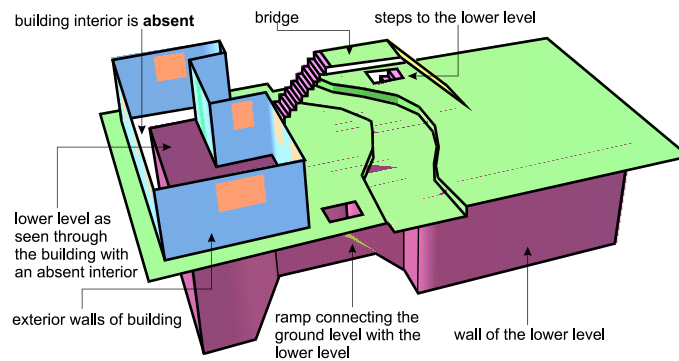 building interior is absent
bridge
steps to the lower level
lower level as
seen through
the building with
an absent interior
exterior walls of building
ramp connecting the
ground level with the
lower level
wall of the lower level